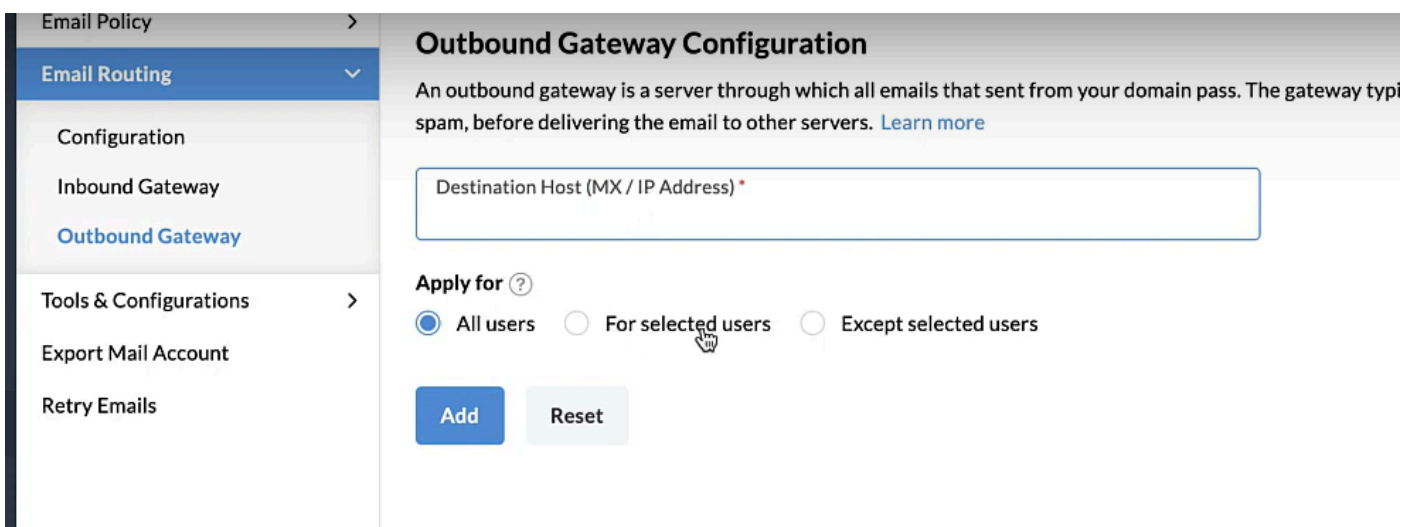 Email Policy
Email Routing
Configuration
Inbound Gateway
Outbound Gateway
Tools & Configurations
Export Mail Account
Retry Emails
Outbound Gateway Configuration
An outbound gateway is a server through which all emails that sent from your domain pass. The gateway typi
spam, before delivering the email to other servers. Learn more
Destination Host (MX / IP Address) *
Apply for ?
All users For selected users Except selected users
Add Reset